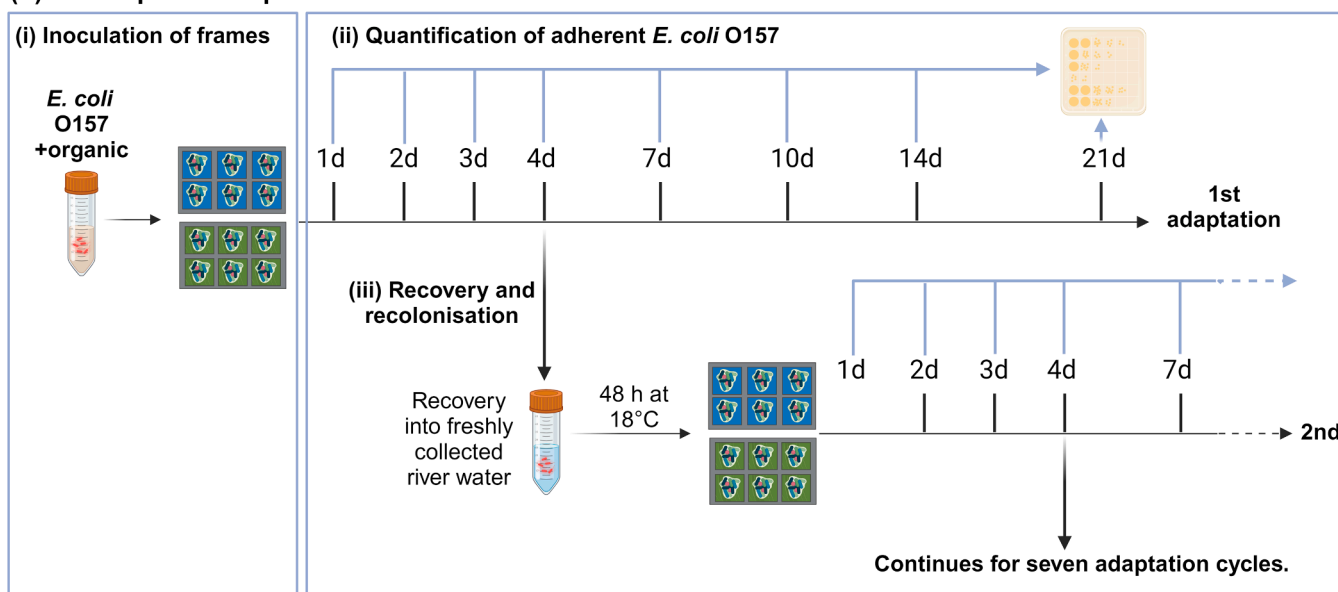 (i) Inoculation of frames
E. coli
O157
+organic
(ii) Quantification of adherent E. coli O157
1d 2d 3d 4d 7d 10d 14d 21d
1st
adaptation
(iii) Recovery and
recolonisation
Recovery
into freshly
collected
river water
48 h at
18°C
1d 2d 3d 4d 7d
2nd
Continues for seven adaptation cycles.